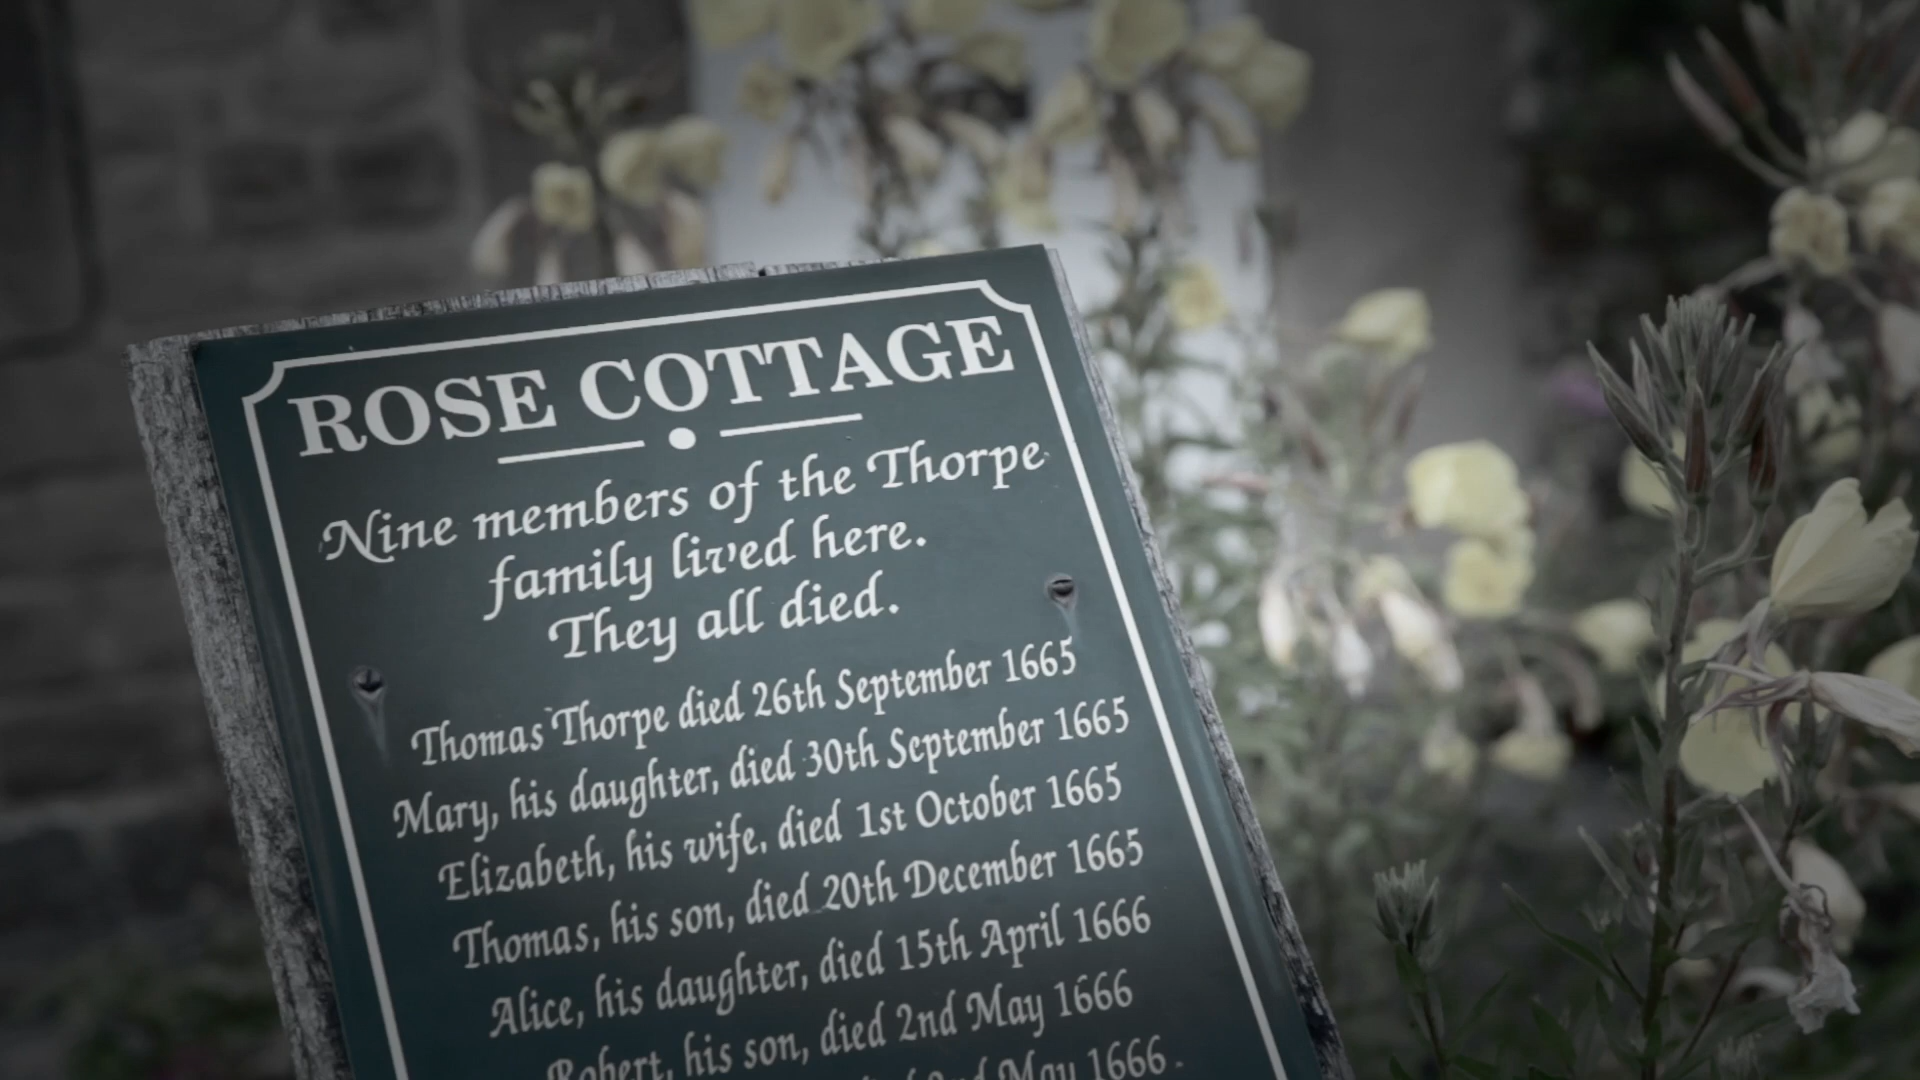 ROSE COTTAGE
Nine members of the Thorpe
family lived here.
They all died.
Thomas Thorpe died 26th September 1665
Mary, his daughter, died 30th September 1665
Elizabeth, his wife, died 1st October 1665
Thomas, his son, died 20th December 1665
Alice, his daughter, died 15th April 1666
Robert, his son, died 2nd May 1666
May 1666